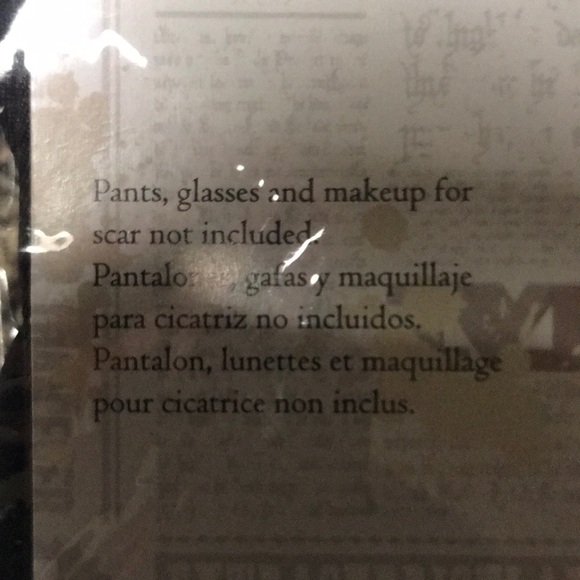 Pants, glasses and makeup for
scar not included.
gafas y maquillaje
para cicatriz no incluidos.
Pantalon, lunettes et maquillage
pour cicatrice non inclus.